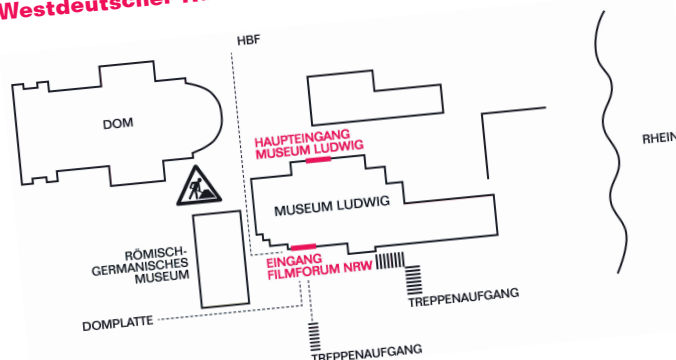 Westdeutscher
HBF
DOM
HAUPTEINGANG
MUSEUM LUDWIG
RHEIN
MUSEUM LUDWIG
RÖMISCH-
GERMANISCHES
MUSEUM
EINGANG
FILMFORUM NRW
TREPPENAUFGANG
DOMPLATTE
TREPPENAUFGANG